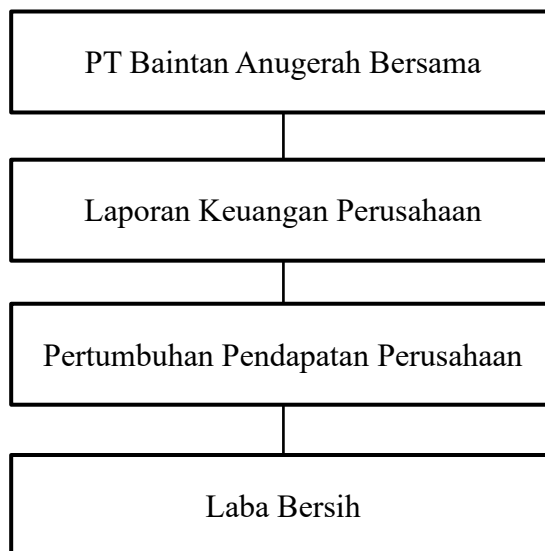 PT Baintan Anugerah Bersama
Laporan Keuangan Perusahaan
Pertumbuhan Pendapatan Perusahaan
Laba Bersih